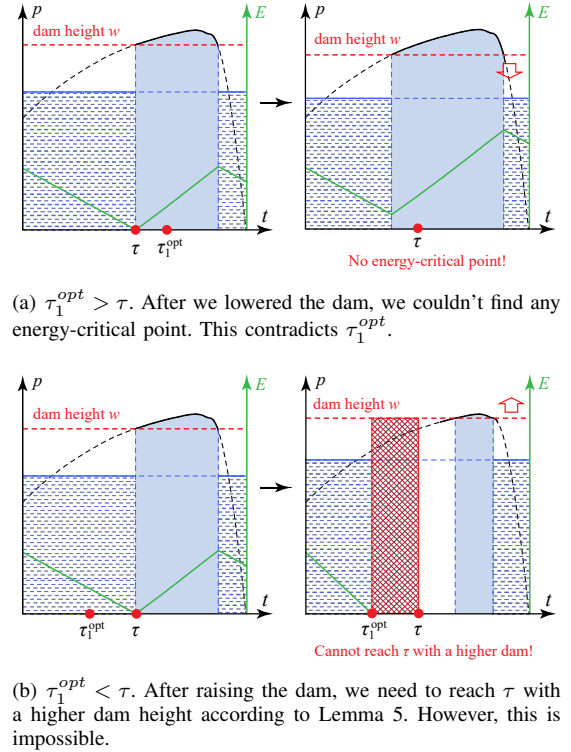 p
E
dam height w
t
τ
τ₁ᵒᵖᵗ
p
E
dam height w
t
τ
No energy-critical point!
(a) τ₁ᵒᵖᵗ > τ. After we lowered the dam, we couldn't find any
energy-critical point. This contradicts τ₁ᵒᵖᵗ.
p
E
dam height w
t
τ₁ᵒᵖᵗ
τ
p
E
dam height w
t
τ₁ᵒᵖᵗ
τ
Cannot reach τ with a higher dam!
(b) τ₁ᵒᵖᵗ < τ. After raising the dam, we need to reach τ with
a higher dam height according to Lemma 5. However, this is
impossible.